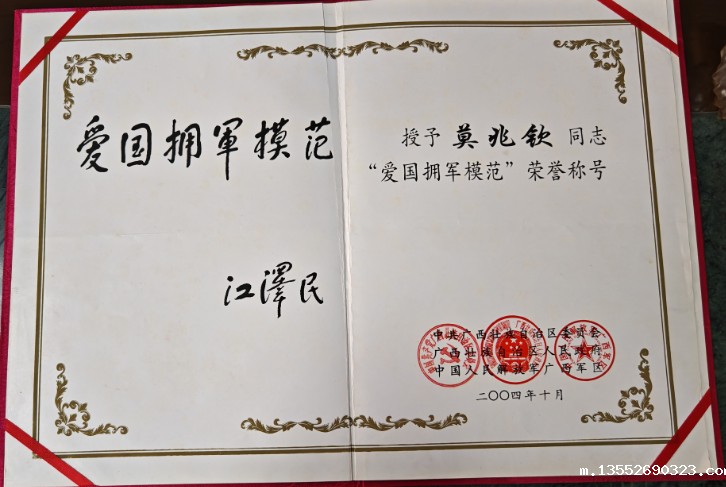 爱国拥軍模范
江澤民
授予 莫兆钦 同志
“爱国拥军模范”荣誉称号
中共广西壮族自治区委员会
广西壮族自治区人民政府
中国人民解放军广西军区
二〇〇四年十月
m.13552690323.com